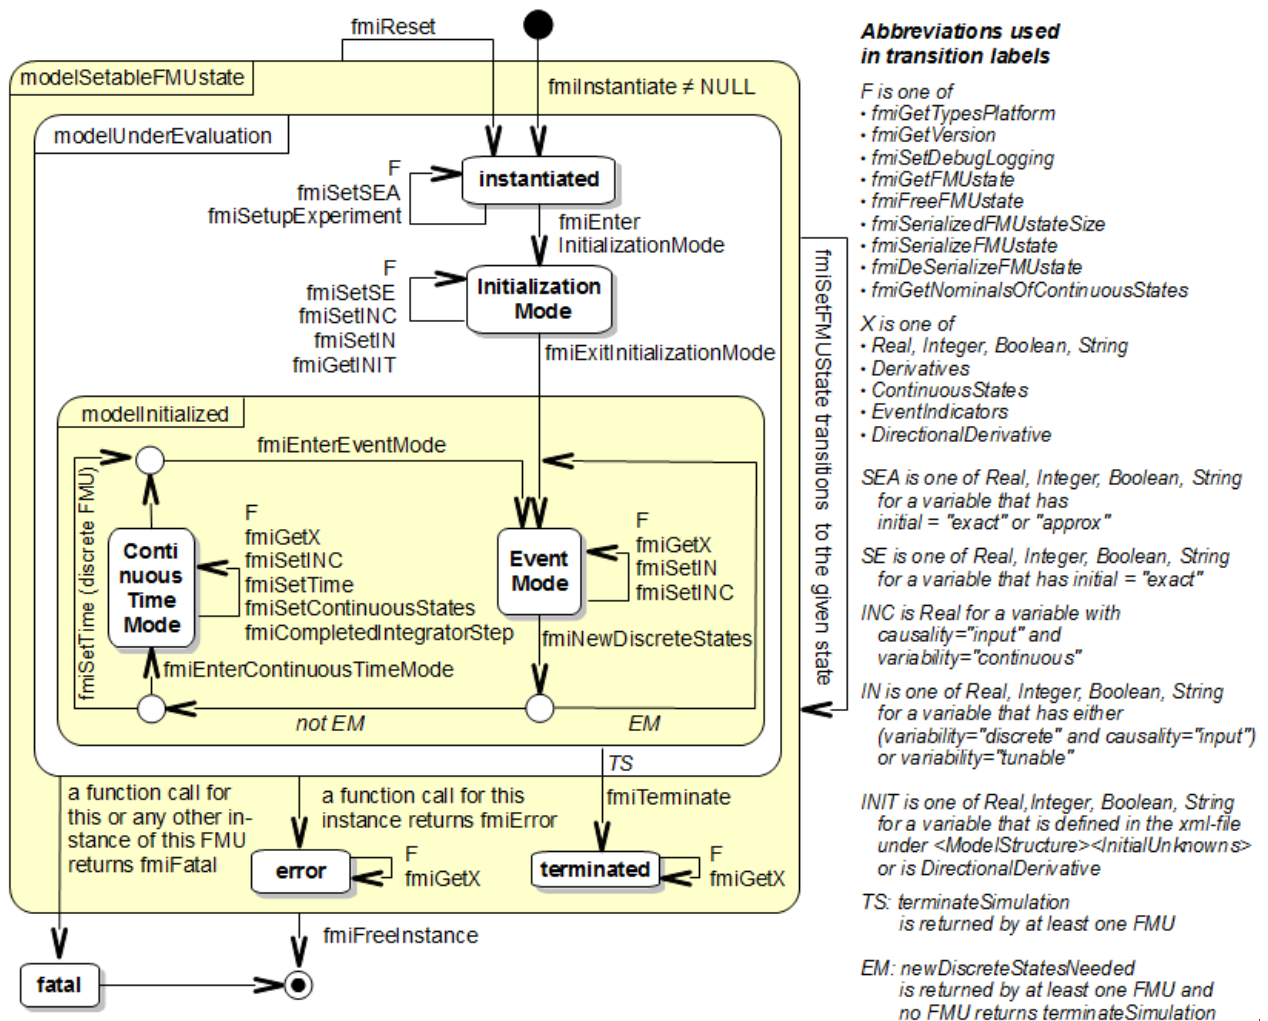 fmiReset
modelSetableFMUstate
fmiInstantiate ≠ NULL
modelUnderEvaluation
instantiated
F
fmiSetSEA
fmiSetupExperiment
fmiEnter
InitializationMode
Initialization
Mode
F
fmiSetSE
fmiSetINC
fmiSetIN
fmiGetINIT
fmiExitInitializationMode
modelInitialized
fmiEnterEventMode
fmiSetTime (discrete FMU)
Conti
nuous
Time
Mode
F
fmiGetX
fmiSetINC
fmiSetTime
fmiSetContinuousStates
fmiCompletedIntegratorStep
Event
Mode
F
fmiGetX
fmiSetIN
fmiSetINC
fmiEnterContinuousTimeMode
fmiNewDiscreteStates
not EM
EM
TS
fmiTerminate
a function call for
this or any other in-
stance of this FMU
returns fmiFatal
a function call for this
instance returns fmiError
error
F
fmiGetX
terminated
F
fmiGetX
fmiFreeInstance
fatal
fmiSetFMUState transitions to the given state
Abbreviations used
in transition labels
F is one of
• fmiGetTypesPlatform
• fmiGetVersion
• fmiSetDebugLogging
• fmiGetFMUstate
• fmiFreeFMUstate
• fmiSerializedFMUstateSize
• fmiSerializeFMUstate
• fmiDeSerializeFMUstate
• fmiGetNominalsOfContinuousStates
X is one of
• Real, Integer, Boolean, String
• Derivatives
• ContinuousStates
• EventIndicators
• DirectionalDerivative
SEA is one of Real, Integer, Boolean, String
for a variable that has
initial = "exact" or "approx"
SE is one of Real, Integer, Boolean, String
for a variable that has initial = "exact"
INC is Real for a variable with
causality="input" and
variability="continuous"
IN is one of Real, Integer, Boolean, String
for a variable that has either
(variability="discrete" and causality="input")
or variability="tunable"
INIT is one of Real,Integer, Boolean, String
for a variable that is defined in the xml-file
under <ModelStructure><InitialUnknowns>
or is DirectionalDerivative
TS: terminateSimulation
is returned by at least one FMU
EM: newDiscreteStatesNeeded
is returned by at least one FMU and
no FMU returns terminateSimulation